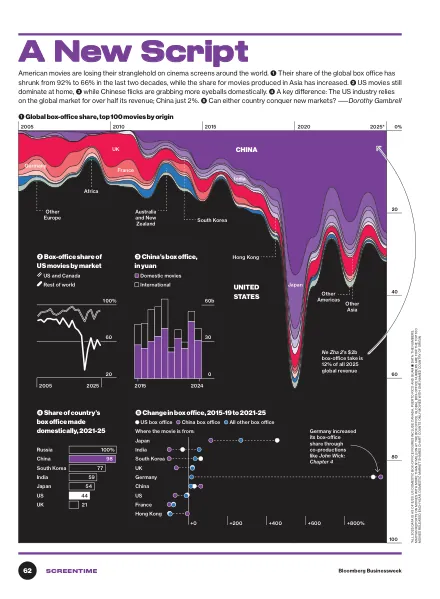 A New Script
American movies are losing their stranglehold on cinema screens around the world. 1 Their share of the global box office has
shrunk from 92% to 66% in the last two decades, while the share for movies produced in Asia has increased. 2 US movies still
dominate at home, 3 while Chinese flicks are grabbing more eyeballs domestically. 4 A key difference: The US industry relies
on the global market for over half its revenue; China just 2%. 5 Can either country conquer new markets? —Dorothy Gambrell
1 Global box-office share, top 100 movies by origin
2005
2010
2015
2020
2025*
0%
20
40
60
80
100
CHINA
UK
Germany
France
India
Africa
Other
Europe
Australia
and New
Zealand
South Korea
Hong Kong
UNITED
STATES
Japan
Other
Americas
Other
Asia
Ne Zha 2's $2b
box-office take is
12% of all 2025
global revenue
2 Box-office share of
US movies by market
US and Canada
Rest of world
100%
60
20
2005
2025
3 China's box office,
in yuan
Domestic movies
International
60b
30
0
2015
2024
4 Share of country's
box office made
domestically, 2021-25
Russia 100%
China 98
South Korea 77
India 59
Japan 54
US 44
UK 21
5 Change in box office, 2015-19 to 2021-25
US box office China box office All other box office
Where the movie is from:
Japan
India
South Korea
UK
Germany
China
US
France
Hong Kong
+0
+200
+400
+600
+800%
Germany increased
its box-office
share through
co-productions
like John Wick:
Chapter 4
62
SCREENTIME
Bloomberg Businessweek